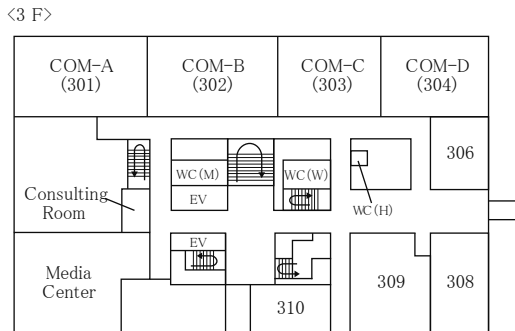 <3 F>
COM-A
(301)
COM-B
(302)
COM-C
(303)
COM-D
(304)
306
WC(M)
WC(W)
EV
WC(H)
Consulting
Room
EV
Media
Center
309
308
310